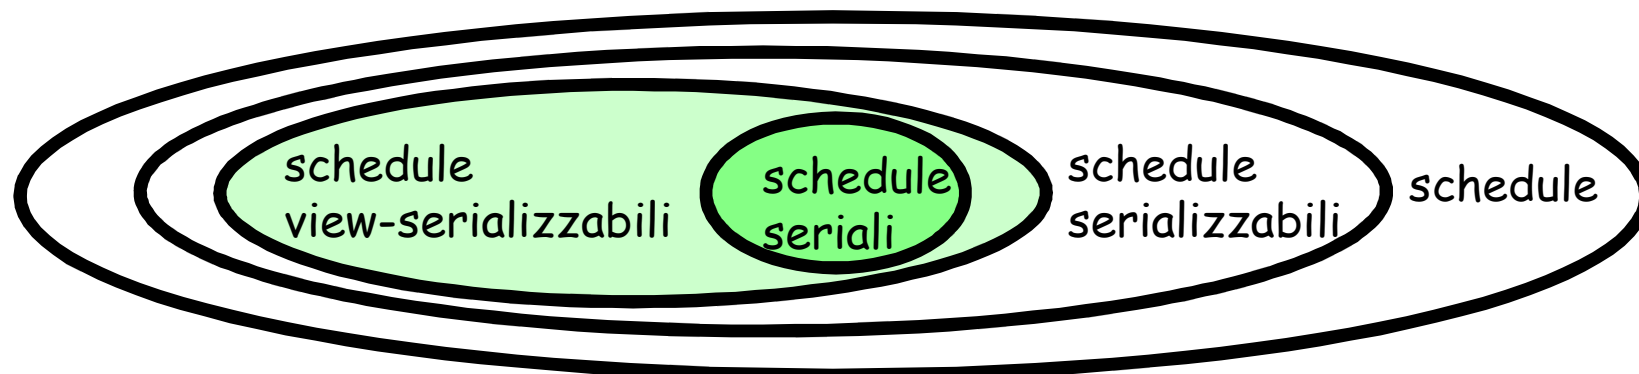 schedule
view-serializzabili
schedule
seriali
schedule
serializzabili
schedule